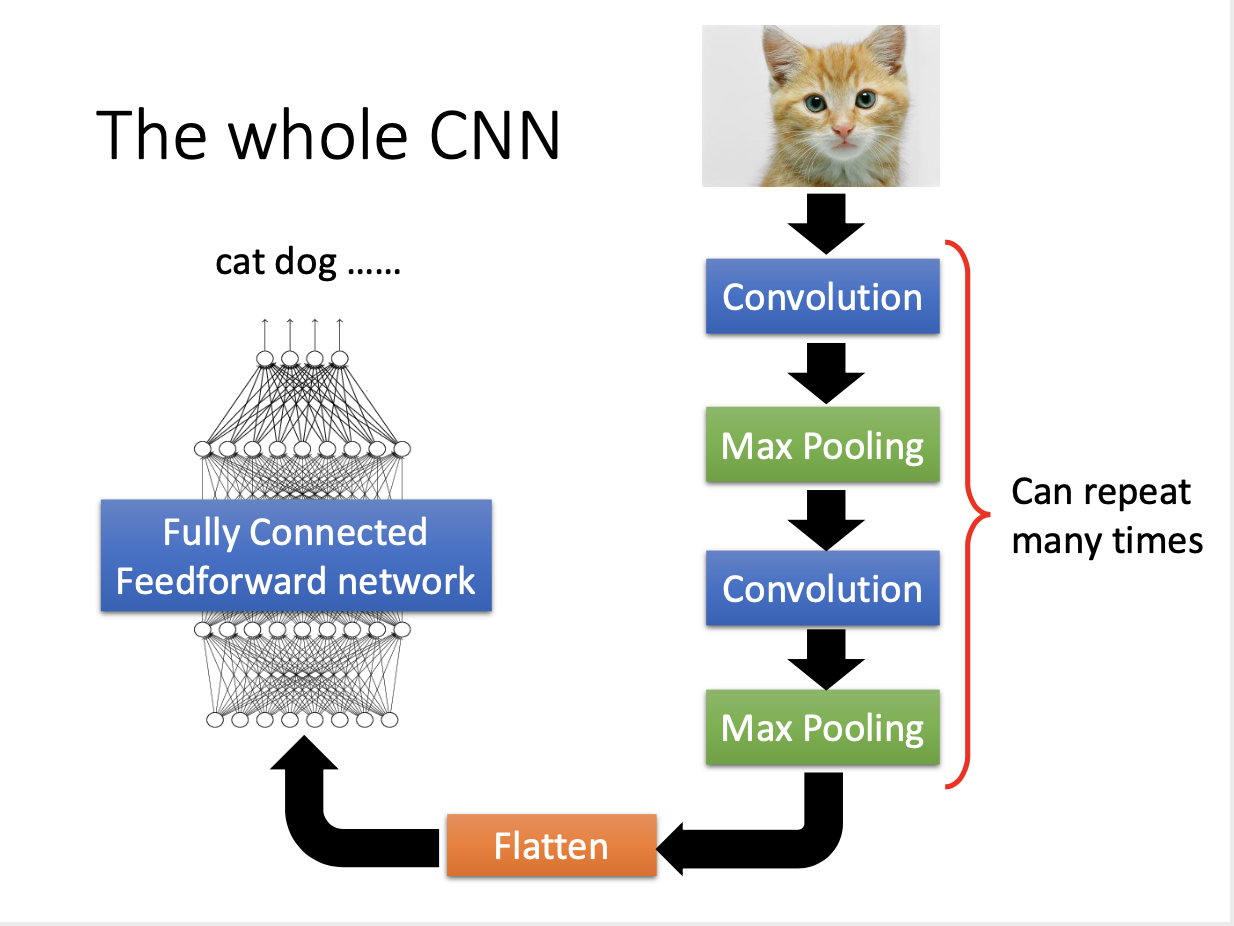 The whole CNN
cat dog ......
Convolution
Max Pooling
Convolution
Max Pooling
Can repeat
many times
Flatten
Fully Connected
Feedforward network